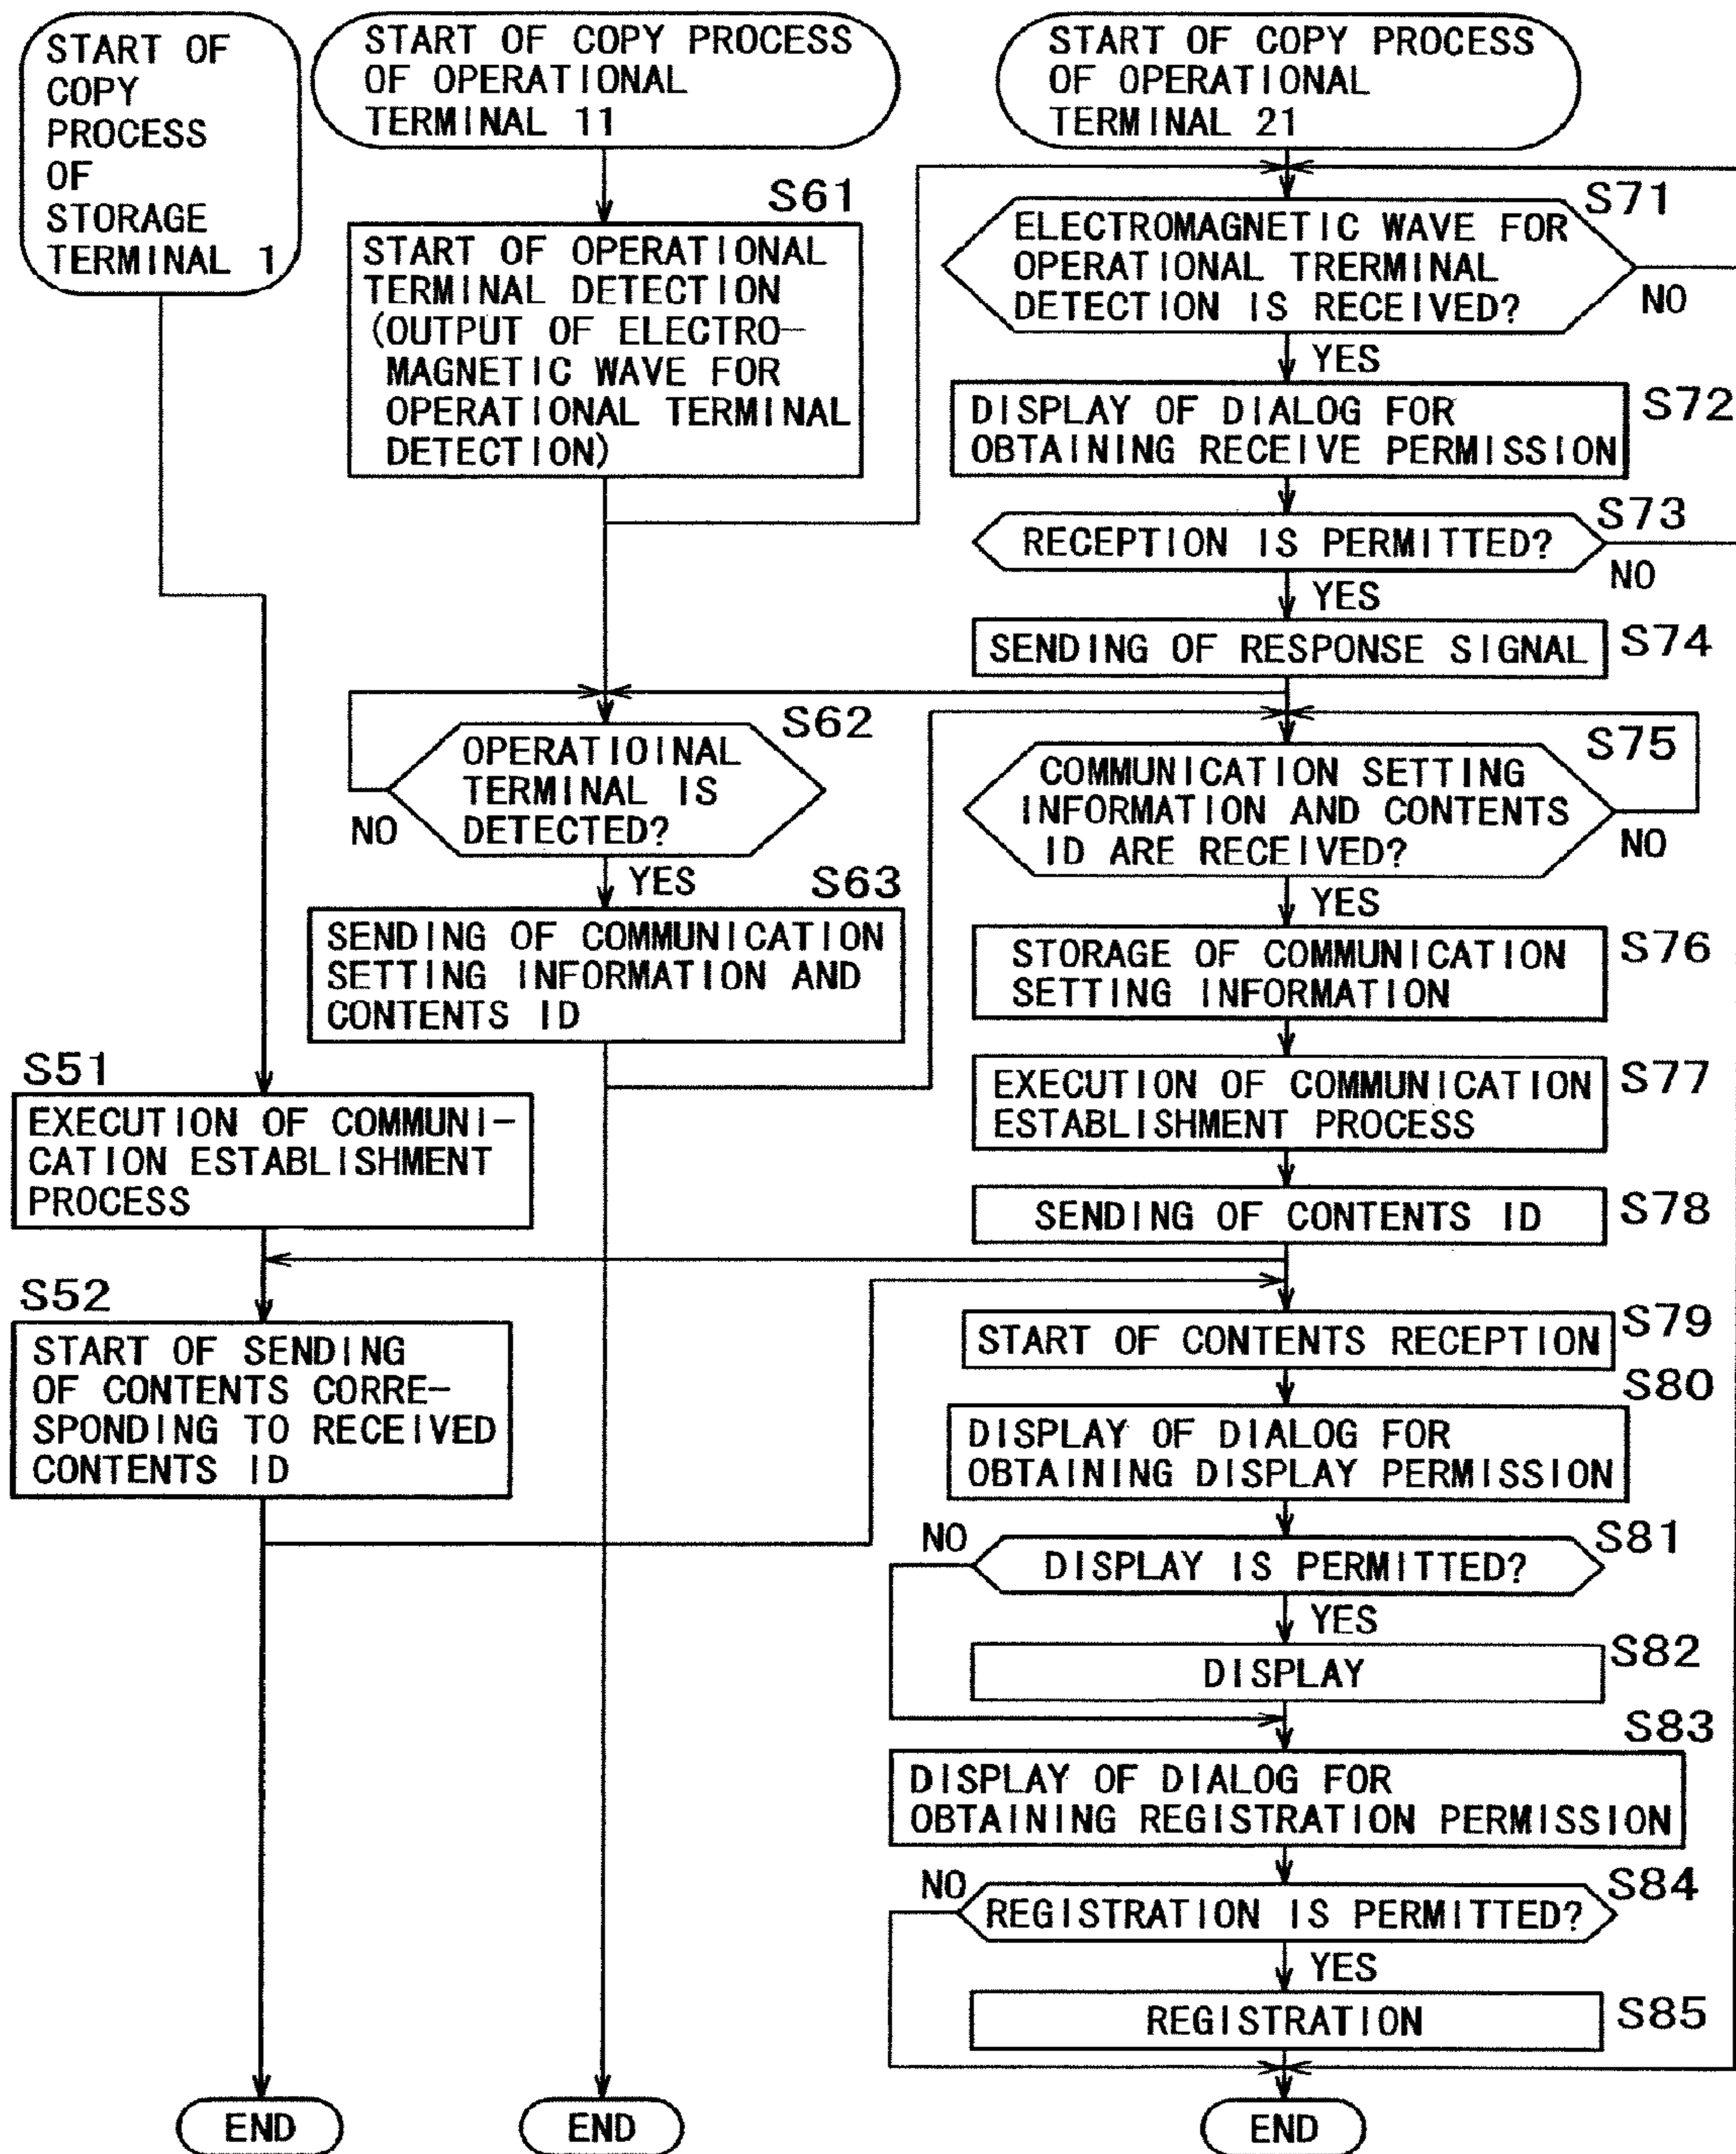 START OF
COPY
PROCESS
OF
STORAGE
TERMINAL 1
START OF COPY PROCESS
OF OPERATIONAL
TERMINAL 11
START OF COPY PROCESS
OF OPERATIONAL
TERMINAL 21
S61
START OF OPERATIONAL
TERMINAL DETECTION
(OUTPUT OF ELECTRO-
MAGNETIC WAVE FOR
OPERATIONAL TERMINAL
DETECTION)
S71
ELECTROMAGNETIC WAVE FOR
OPERATIONAL TRERMINAL
DETECTION IS RECEIVED?
NO
YES
S72
DISPLAY OF DIALOG FOR
OBTAINING RECEIVE PERMISSION
S73
RECEPTION IS PERMITTED?
NO
YES
SENDING OF RESPONSE SIGNAL
S74
S62
OPERATIOINAL
TERMINAL IS
DETECTED?
NO
YES
S63
SENDING OF COMMUNICATION
SETTING INFORMATION AND
CONTENTS ID
S75
COMMUNICATION SETTING
INFORMATION AND CONTENTS
ID ARE RECEIVED?
NO
YES
STORAGE OF COMMUNICATION
SETTING INFORMATION
S76
S51
EXECUTION OF COMMUNI-
CATION ESTABLISHMENT
PROCESS
EXECUTION OF COMMUNICATION
ESTABLISHMENT PROCESS
S77
SENDING OF CONTENTS ID
S78
S52
START OF SENDING
OF CONTENTS CORRE-
SPONDING TO RECEIVED
CONTENTS ID
START OF CONTENTS RECEPTION
S79
S80
DISPLAY OF DIALOG FOR
OBTAINING DISPLAY PERMISSION
NO
S81
DISPLAY IS PERMITTED?
YES
S82
DISPLAY
S83
DISPLAY OF DIALOG FOR
OBTAINING REGISTRATION PERMISSION
NO
S84
REGISTRATION IS PERMITTED?
YES
REGISTRATION
S85
END
END
END